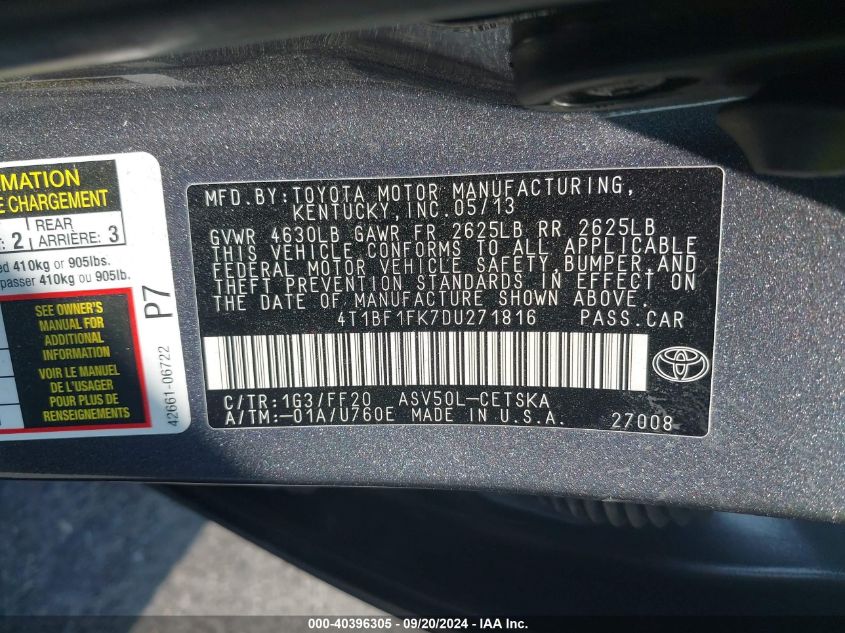 MATION
E CHARGEMENT
: 2 | REAR
ARRIÈRE: 3
ed 410kg or 905lbs.
passer 410kg ou 905lb.
SEE OWNER'S
MANUAL FOR
ADDITIONAL
INFORMATION
VOIR LE MANUEL
DE L'USAGER
POUR PLUS DE
RENSEIGNEMENTS
P7
42661-06722
MFD.BY:TOYOTA MOTOR MANUFACTURING,
KENTUCKY,INC.05/13
GVWR 4630LB GAWR FR 2625LB RR 2625LB
THIS VEHICLE CONFORMS TO ALL APPLICABLE
FEDERAL MOTOR VEHICLE SAFETY,BUMPER,AND
THEFT PREVENTION STANDARDS IN EFFECT ON
THE DATE OF MANUFACTURE SHOWN ABOVE.
4T1BF1FK7DU271816 PASS.CAR
C/TR:1G3/FF20 ASV50L-CETSKA
A/TM:-01A/U760E MADE IN U.S.A.
27008
000-40396305 - 09/20/2024 - IAA Inc.